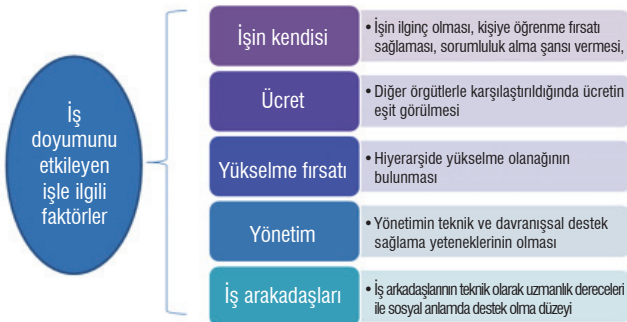 İş
doyumunu
etkileyen
işle ilgili
faktörler
İşin kendisi
• İşin ilginç olması, kişiye öğrenme fırsatı
sağlaması, sorumluluk alma şansı vermesi,
Ücret
• Diğer örgütlerle karşılaştırıldığında ücretin
eşit görülmesi
Yükselme fırsatı
• Hiyerarşide yükselme olanağının
bulunması
Yönetim
• Yönetimin teknik ve davranışsal destek
sağlama yeteneklerinin olması
İş arakadaşları
• İş arkadaşlarının teknik olarak uzmanlık dereceleri
ile sosyal anlamda destek olma düzeyi